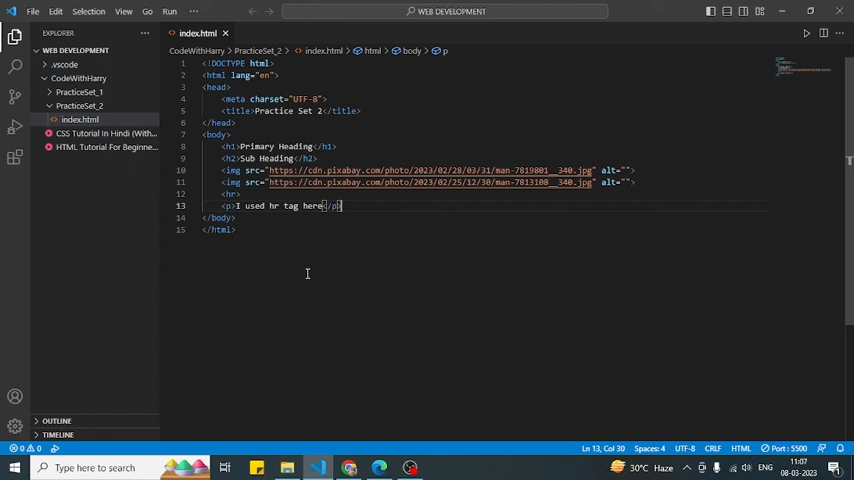 File Edit Selection View Go Run ··· WEB DEVELOPMENT
EXPLORER ··· index.html
WEB DEVELOPMENT
.vscode
CodeWithHarry
PracticeSet_1
PracticeSet_2
index.html
CSS Tutorial In Hindi (With...
HTML Tutorial For Beginne...
OUTLINE
TIMELINE
CodeWithHarry > PracticeSet_2 > index.html > html > body > p
1 <!DOCTYPE html>
2 <html lang="en">
3 <head>
4 <meta charset="UTF-8">
5 <title>Practice Set 2</title>
6 </head>
7 <body>
8 <h1>Primary Heading</h1>
9 <h2>Sub Heading</h2>
10 <img src="https://cdn.pixabay.com/photo/2023/02/28/03/31/man-7819801__340.jpg" alt="">
11 <img src="https://cdn.pixabay.com/photo/2023/02/25/12/30/man-7813108__340.jpg" alt="">
12 <hr>
13 <p>I used hr tag here</p>
14 </body>
15 </html>
0 0 Ln 13, Col 30 Spaces: 4 UTF-8 CRLF HTML Port : 5500
Type here to search 30°C Haze ENG 11:07
08-03-2023